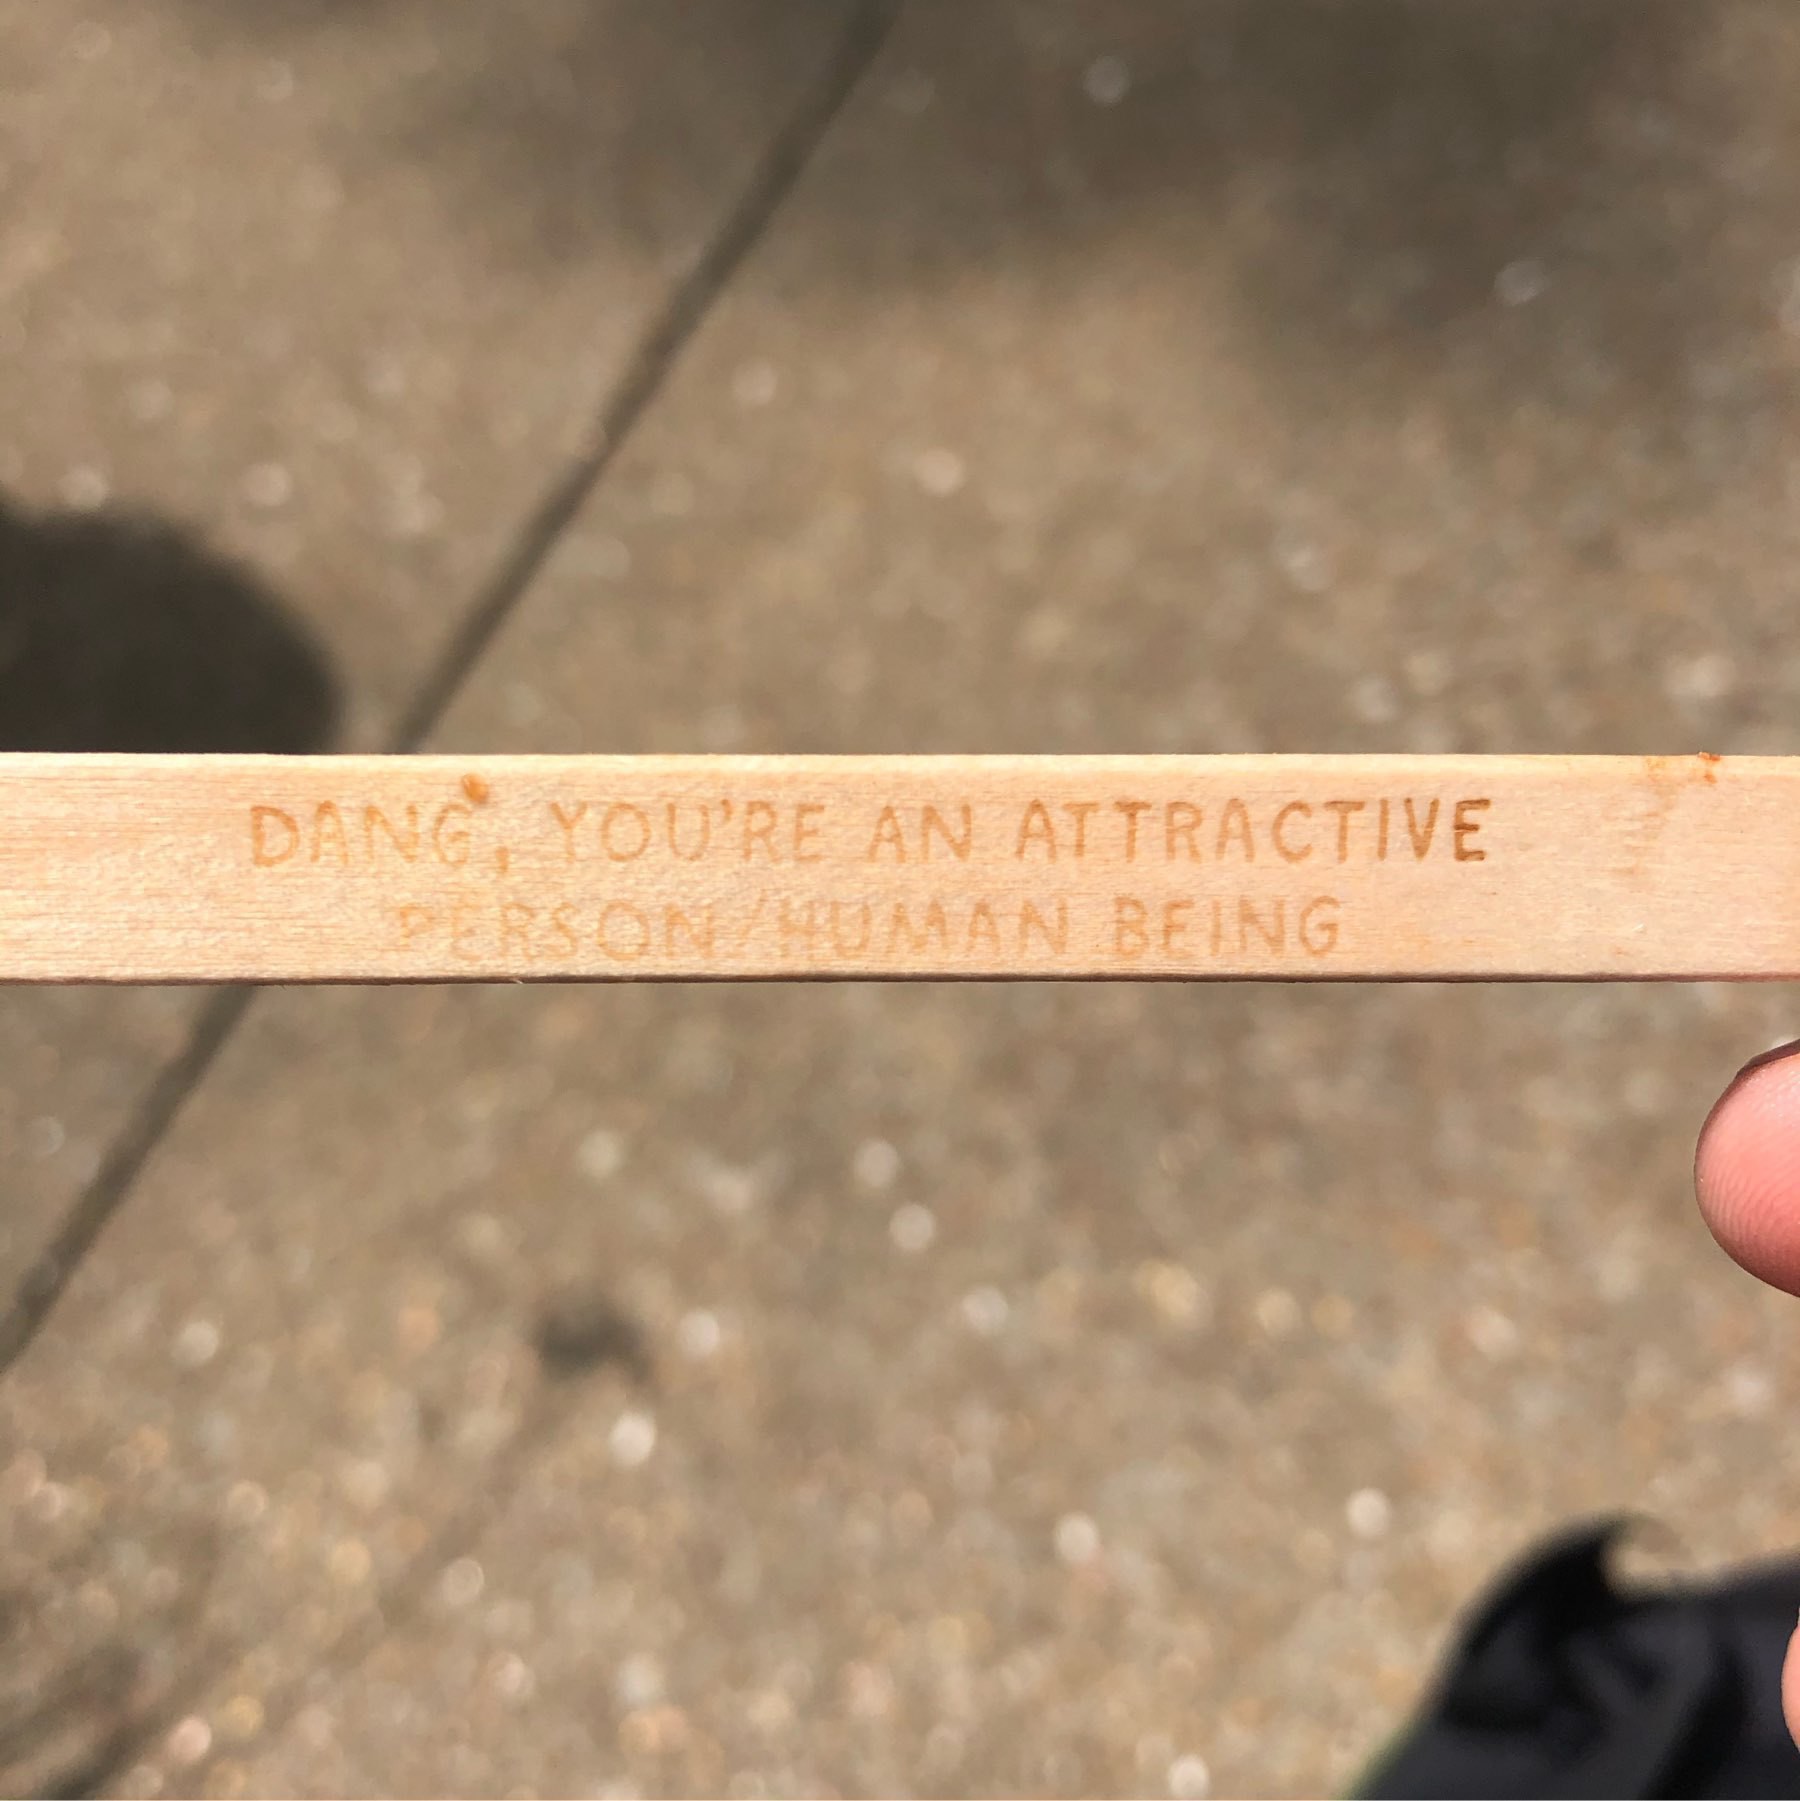 DANG, YOU'RE AN ATTRACTIVE
PERSON/HUMAN BEING